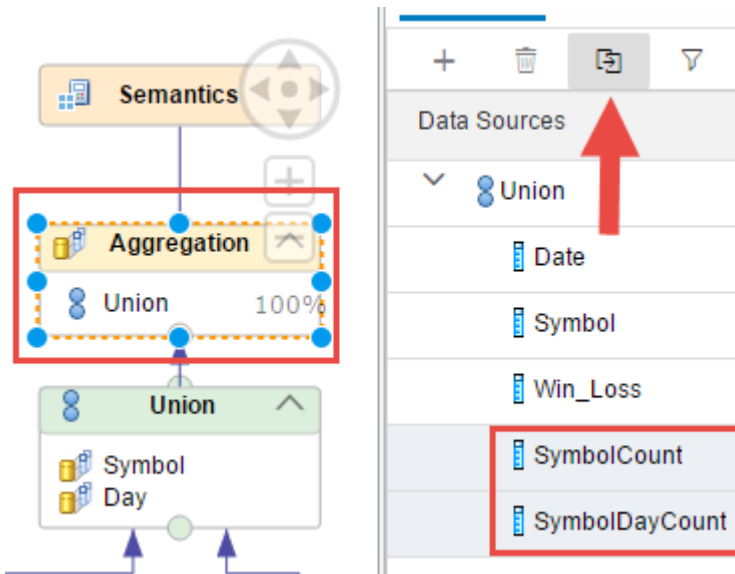 Semantics
Aggregation
Union 100%
Union
Symbol
Day
Data Sources
Union
Date
Symbol
Win_Loss
SymbolCount
SymbolDayCount